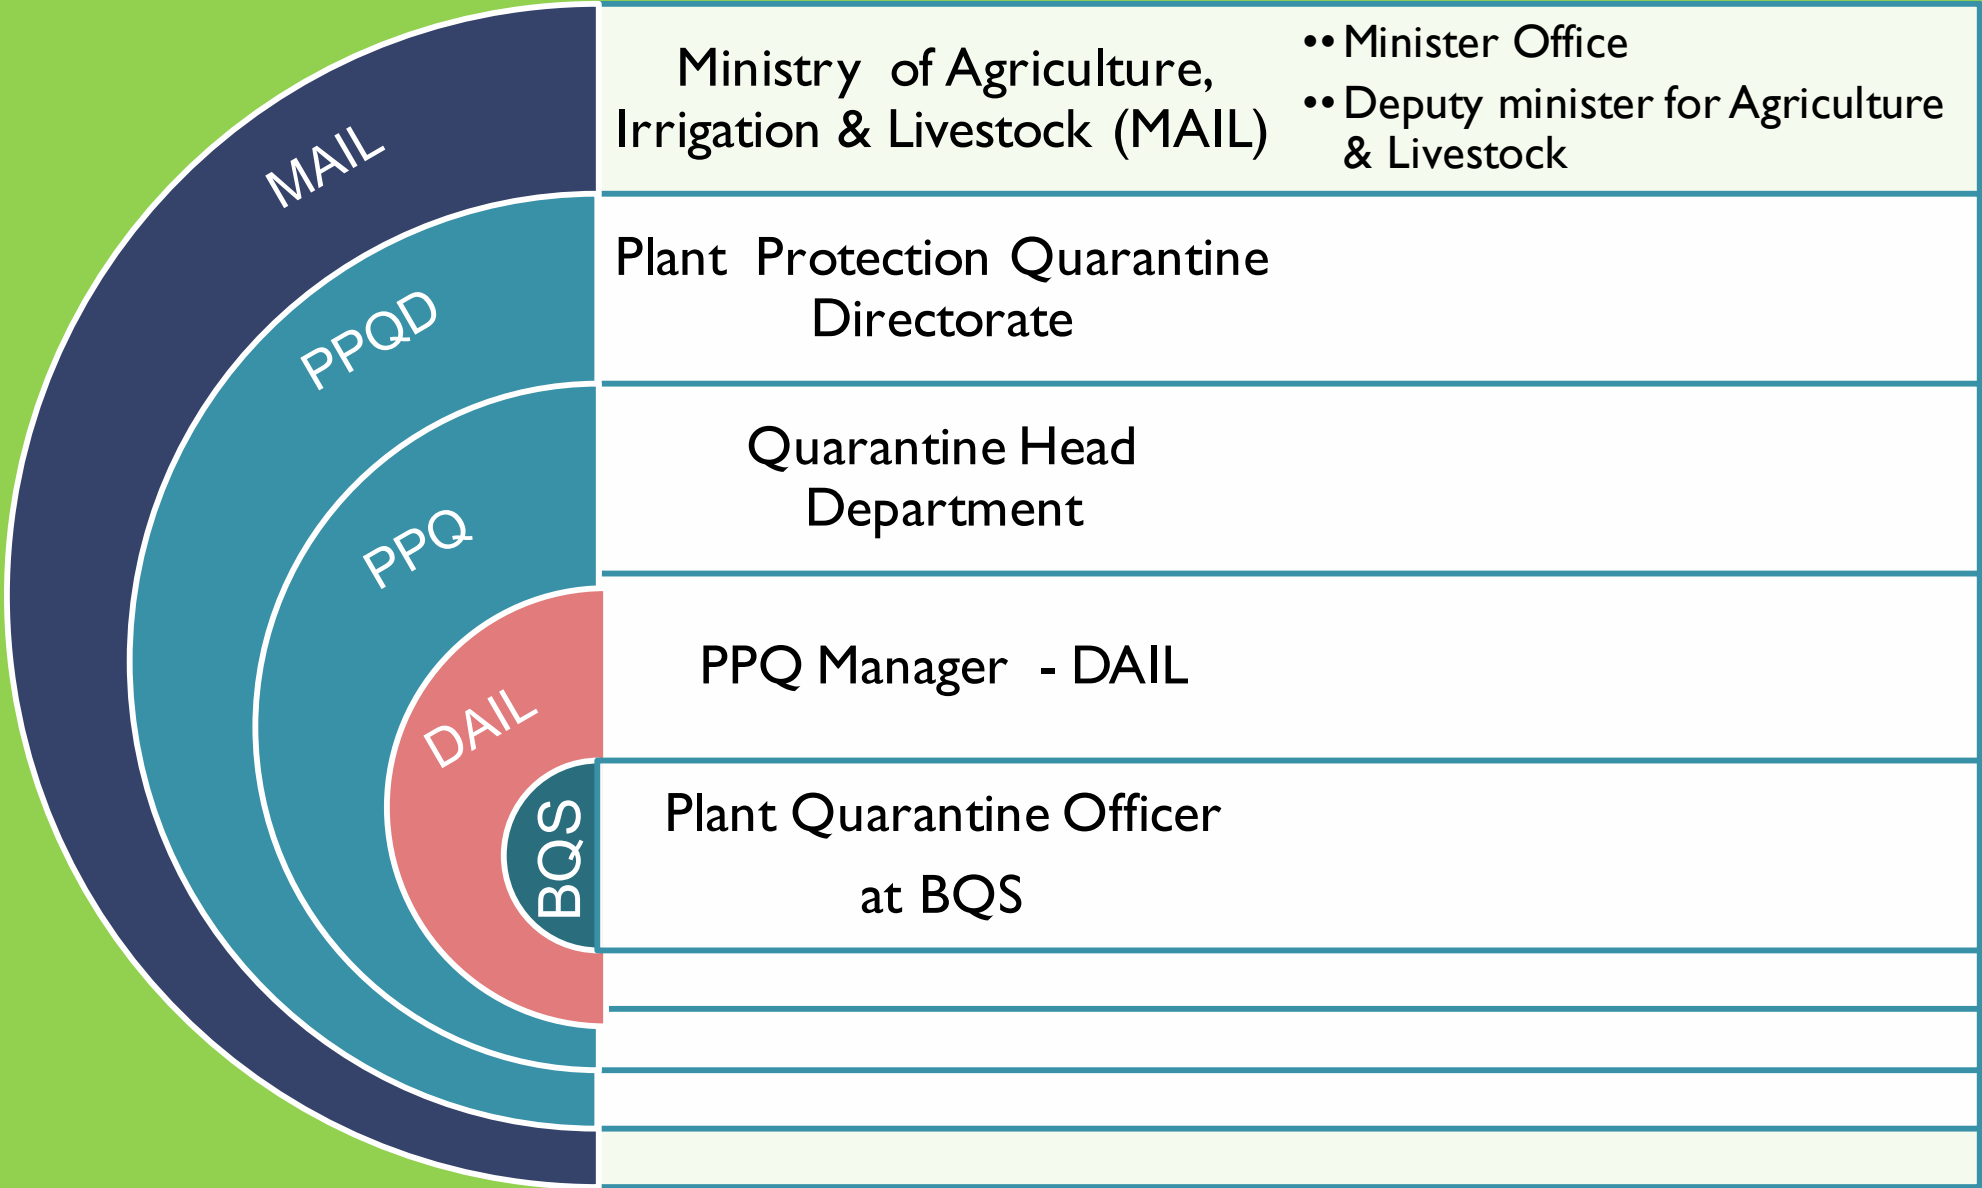 MAIL
Ministry of Agriculture,
Irrigation & Livestock (MAIL)
•• Minister Office
•• Deputy minister for Agriculture
& Livestock
PPQD
Plant Protection Quarantine
Directorate
PPQ
Quarantine Head
Department
DAIL
PPQ Manager - DAIL
BQS
Plant Quarantine Officer
at BQS